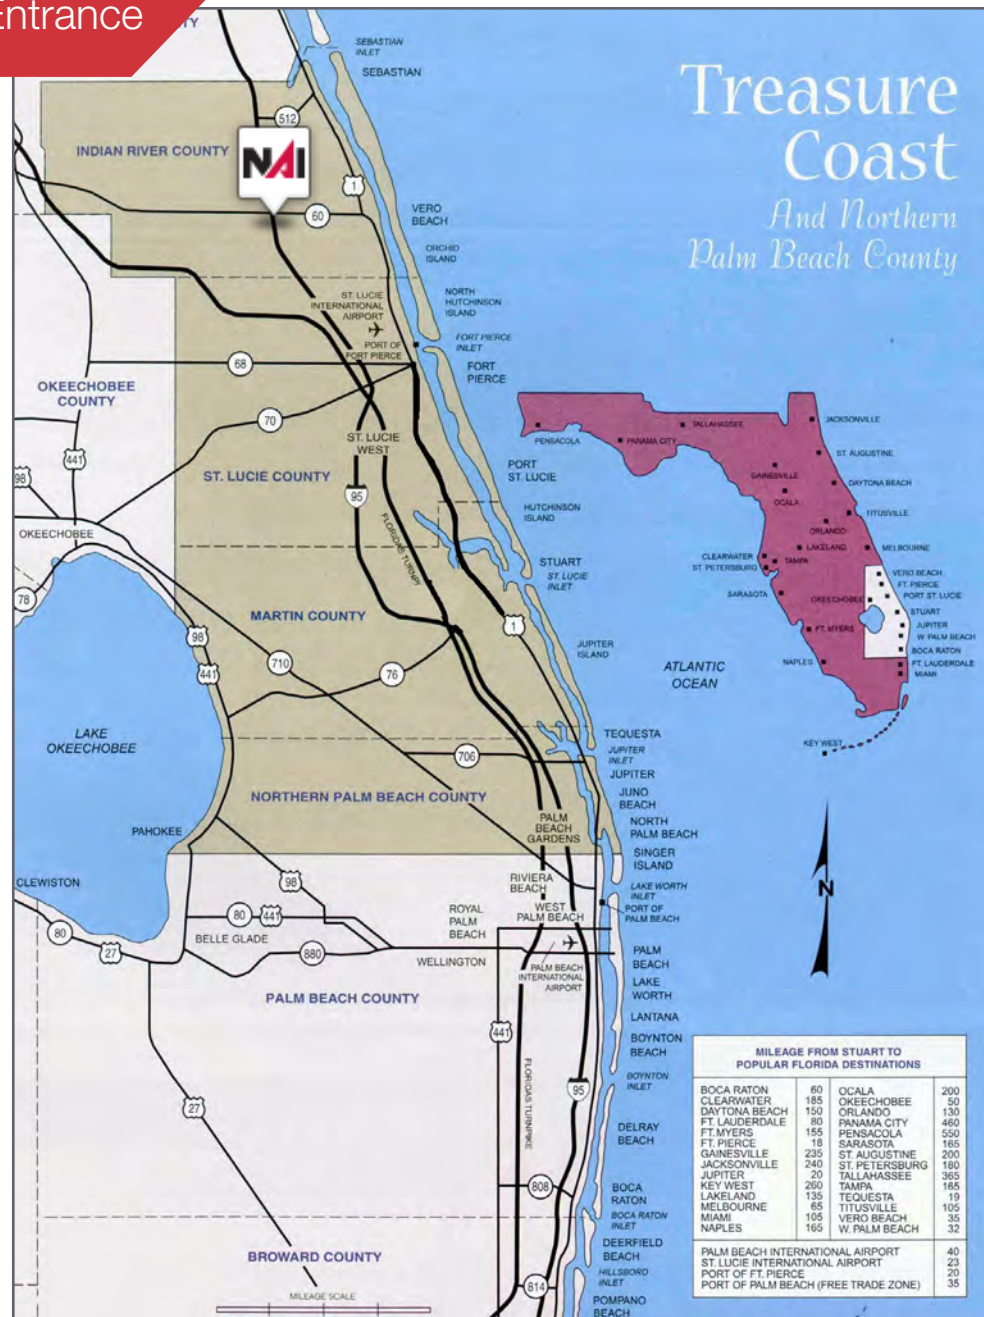 Entrance
TY
SEBASTIAN
INLET
SEBASTIAN
512
INDIAN RIVER COUNTY
NAI
1
60
VERO
BEACH
ORCHID
ISLAND
Treasure
Coast
And Northern
Palm Beach County
ST. LUCIE
INTERNATIONAL
AIRPORT
NORTH
HUTCHINSON
ISLAND
PORT OF
FORT PIERCE
FORT PIERCE
INLET
FORT
PIERCE
68
OKEECHOBEE
COUNTY
70
ST. LUCIE
WEST
441
98
ST. LUCIE COUNTY
95
PORT
ST. LUCIE
HUTCHINSON
ISLAND
FLORIDAS TURNPI
OKEECHOBEE
STUART
ST. LUCIE
INLET
78
MARTIN COUNTY
98
441
710
76
1
JUPITER
ISLAND
ATLANTIC
OCEAN
LAKE
OKEECHOBEE
706
TEQUESTA
JUPITER
INLET
JUPITER
JUNO
BEACH
NORTHERN PALM BEACH COUNTY
PALM
BEACH
GARDENS
NORTH
PALM BEACH
PAHOKEE
SINGER
ISLAND
CLEWISTON
98
RIVIERA
BEACH
LAKE WORTH
INLET
PORT OF
PALM BEACH
80
441
ROYAL
PALM
BEACH
WEST
PALM BEACH
80
27
BELLE GLADE
880
WELLINGTON
PALM BEACH
INTERNATIONAL
AIRPORT
PALM
BEACH
LAKE
WORTH
PALM BEACH COUNTY
LANTANA
441
BOYNTON
BEACH
BOYNTON
INLET
27
FLORIDAS TURNPIKE
95
DELRAY
BEACH
808
BOCA
RATON
BOCA RATON
INLET
BROWARD COUNTY
DEERFIELD
BEACH
HILLSBORO
INLET
814
POMPANO
BEACH
MILEAGE SCALE
PENSACOLA
PANAMA CITY
TALLAHASSEE
JACKSONVILLE
ST. AUGUSTINE
GAINESVILLE
OCALA
DAYTONA BEACH
TITUSVILLE
ORLANDO
LAKELAND
MELBOURNE
CLEARWATER
TAMPA
ST. PETERSBURG
VERO BEACH
FT. PIERCE
PORT ST. LUCIE
SARASOTA
OKEECHOBEE
STUART
JUPITER
FT. MYERS
W. PALM BEACH
BOCA RATON
NAPLES
FT. LAUDERDALE
MIAMI
KEY WEST
N
MILEAGE FROM STUART TO
POPULAR FLORIDA DESTINATIONS
BOCA RATON 60 OCALA 200
CLEARWATER 185 OKEECHOBEE 50
DAYTONA BEACH 150 ORLANDO 130
FT. LAUDERDALE 80 PANAMA CITY 460
FT.MYERS 155 PENSACOLA 550
FT. PIERCE 18 SARASOTA 165
GAINESVILLE 235 ST. AUGUSTINE 200
JACKSONVILLE 240 ST. PETERSBURG 180
JUPITER 20 TALLAHASSEE 365
KEY WEST 260 TAMPA 165
LAKELAND 135 TEQUESTA 19
MELBOURNE 65 TITUSVILLE 105
MIAMI 105 VERO BEACH 35
NAPLES 165 W. PALM BEACH 32
PALM BEACH INTERNATIONAL AIRPORT 40
ST. LUCIE INTERNATIONAL AIRPORT 23
PORT OF FT. PIERCE 20
PORT OF PALM BEACH (FREE TRADE ZONE) 35